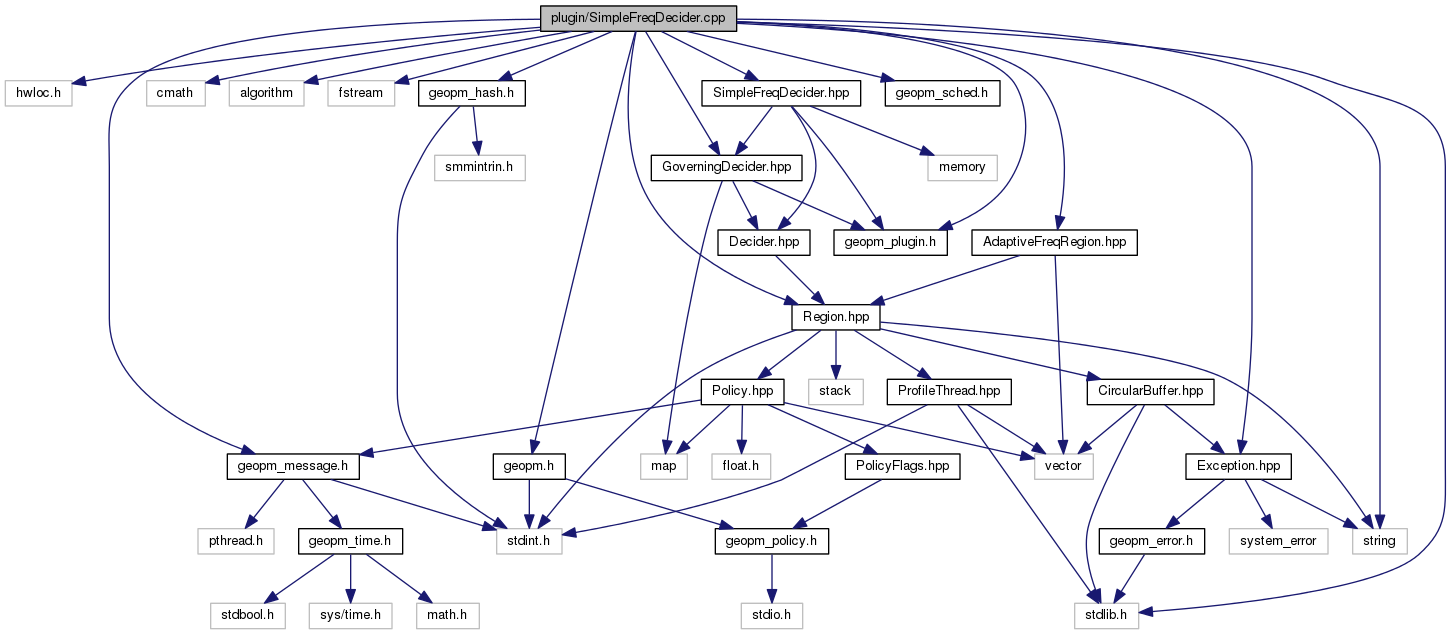 plugin/SimpleFreqDecider.cpp
hwloc.h
cmath
algorithm
fstream
geopm_hash.h
SimpleFreqDecider.hpp
geopm_sched.h
smmintrin.h
GoverningDecider.hpp
memory
Decider.hpp
geopm_plugin.h
AdaptiveFreqRegion.hpp
Region.hpp
Policy.hpp
stack
ProfileThread.hpp
CircularBuffer.hpp
geopm_message.h
geopm.h
map
float.h
PolicyFlags.hpp
vector
Exception.hpp
pthread.h
geopm_time.h
stdint.h
geopm_policy.h
geopm_error.h
system_error
string
stdbool.h
sys/time.h
math.h
stdio.h
stdlib.h